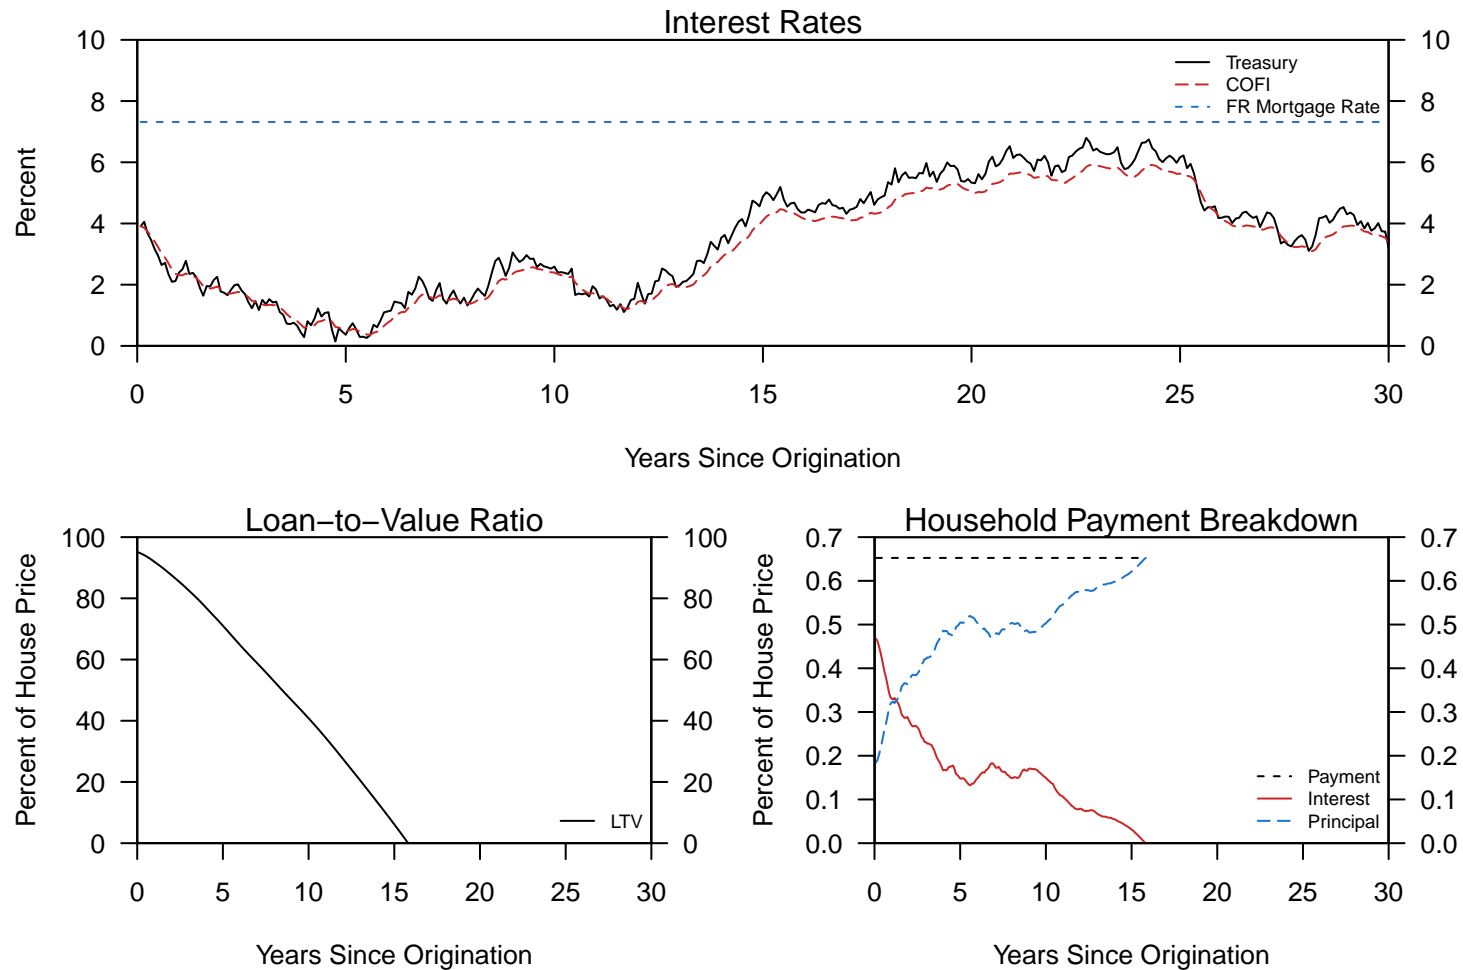 Interest Rates
10
8
6
4
2
0
Percent
10
8
6
4
2
0
Treasury
COFI
FR Mortgage Rate
0 5 10 15 20 25 30
Years Since Origination
Loan−to−Value Ratio
100
80
60
40
20
0
Percent of House Price
100
80
60
40
20
0
LTV
0 5 10 15 20 25 30
Years Since Origination
Household Payment Breakdown
0.7
0.6
0.5
0.4
0.3
0.2
0.1
0.0
Percent of House Price
0.7
0.6
0.5
0.4
0.3
0.2
0.1
0.0
Payment
Interest
Principal
0 5 10 15 20 25 30
Years Since Origination